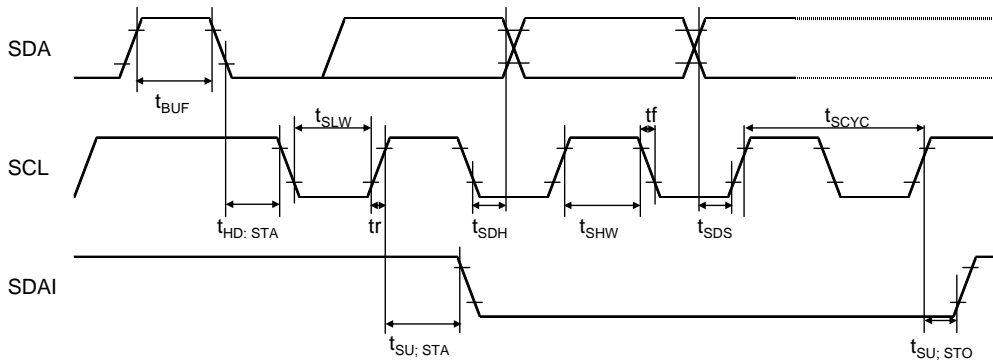 SDA
tBUF
tSLW
tf
tSCYC
SCL
tHD: STA
tr
tSDH
tSHW
tSDS
SDAI
tSU; STA
tSU; STO